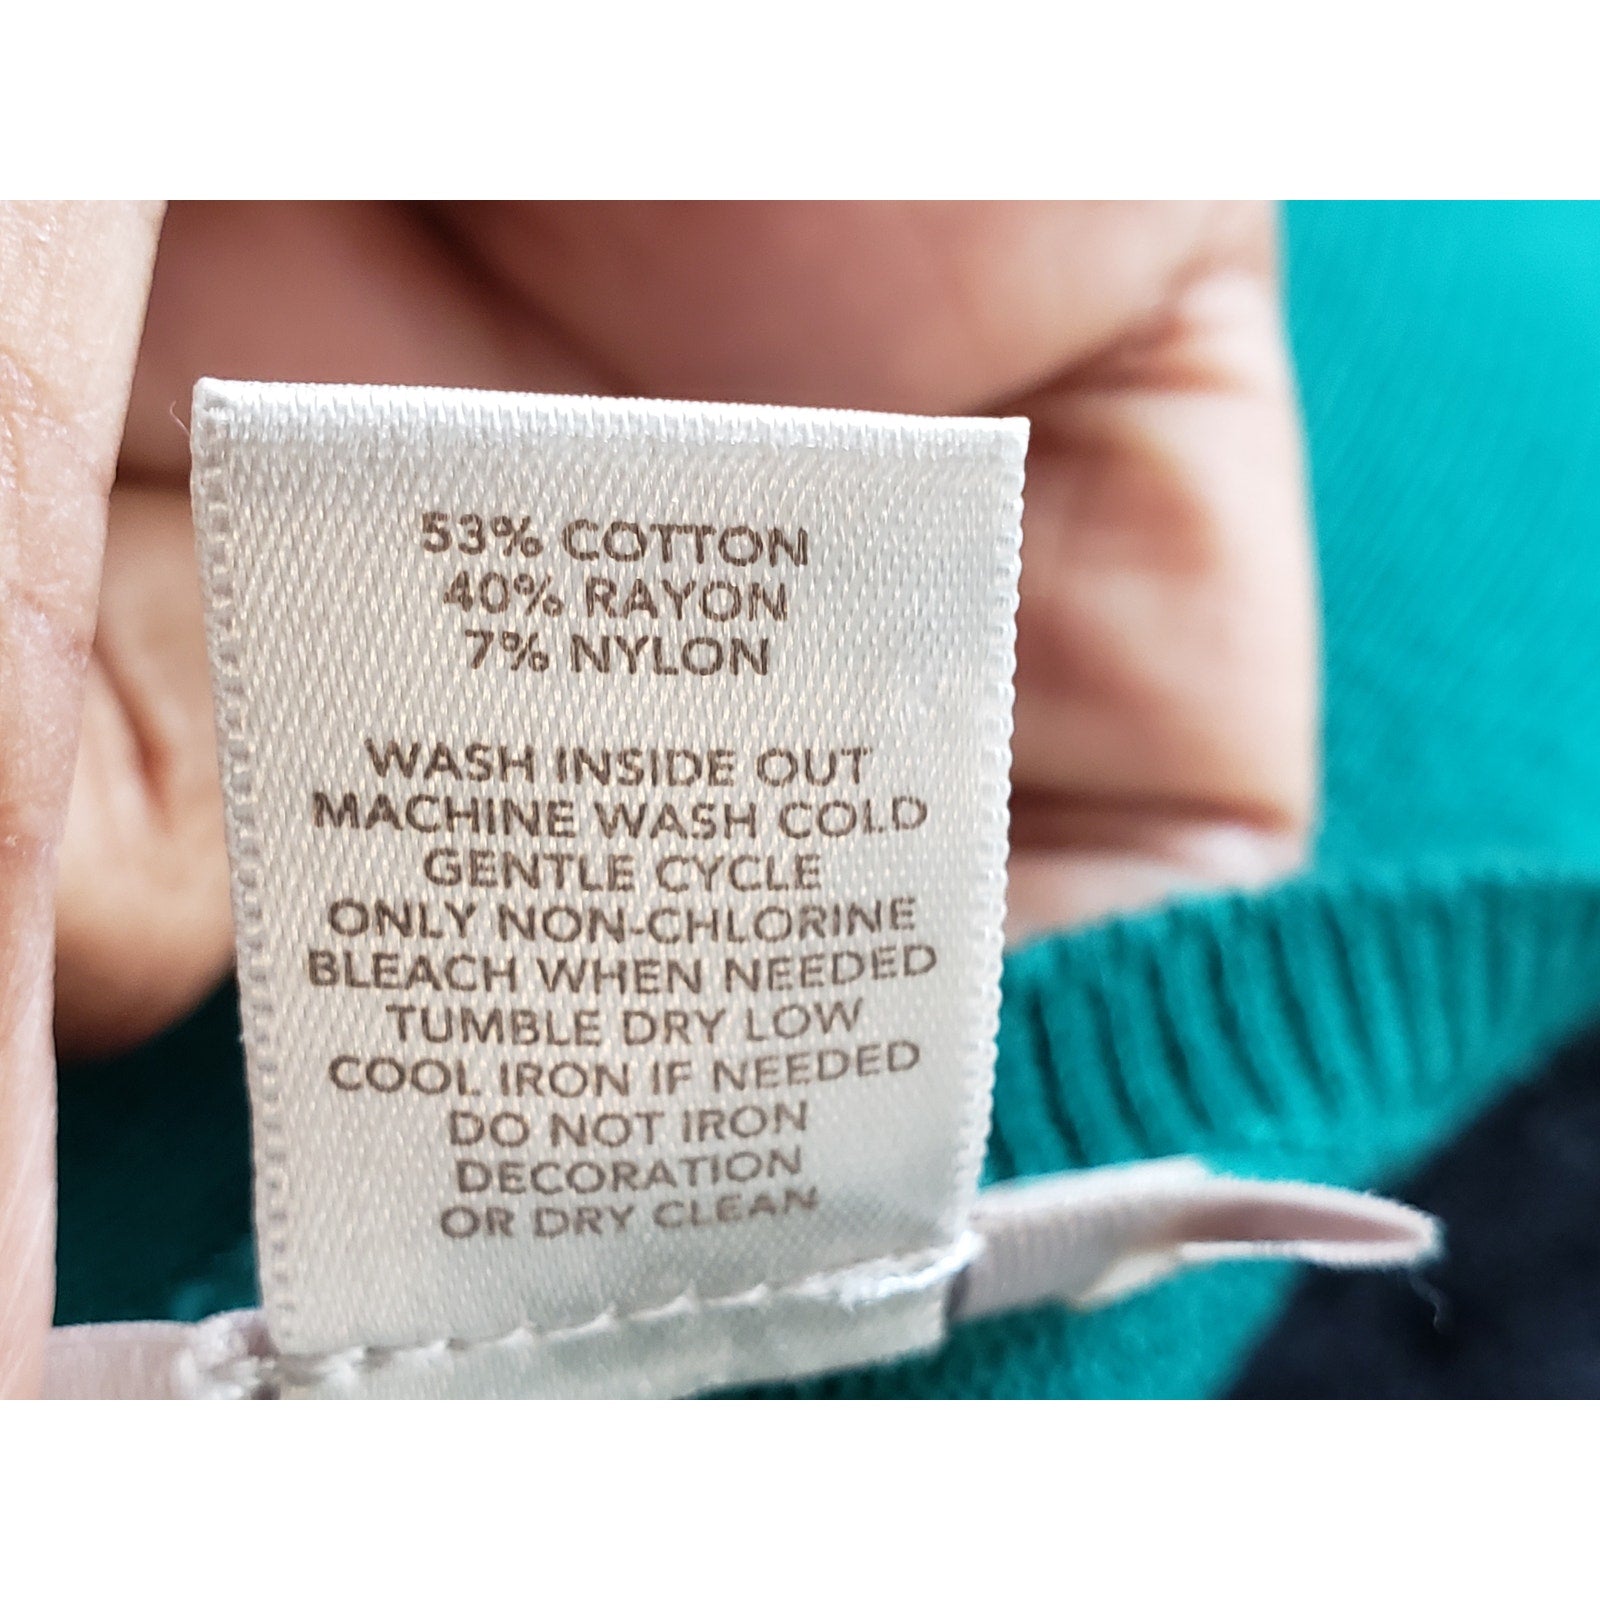 53% COTTON
40% RAYON
7% NYLON
WASH INSIDE OUT
MACHINE WASH COLD
GENTLE CYCLE
ONLY NON-CHLORINE
BLEACH WHEN NEEDED
TUMBLE DRY LOW
COOL IRON IF NEEDED
DO NOT IRON
DECORATION
OR DRY CLEAN